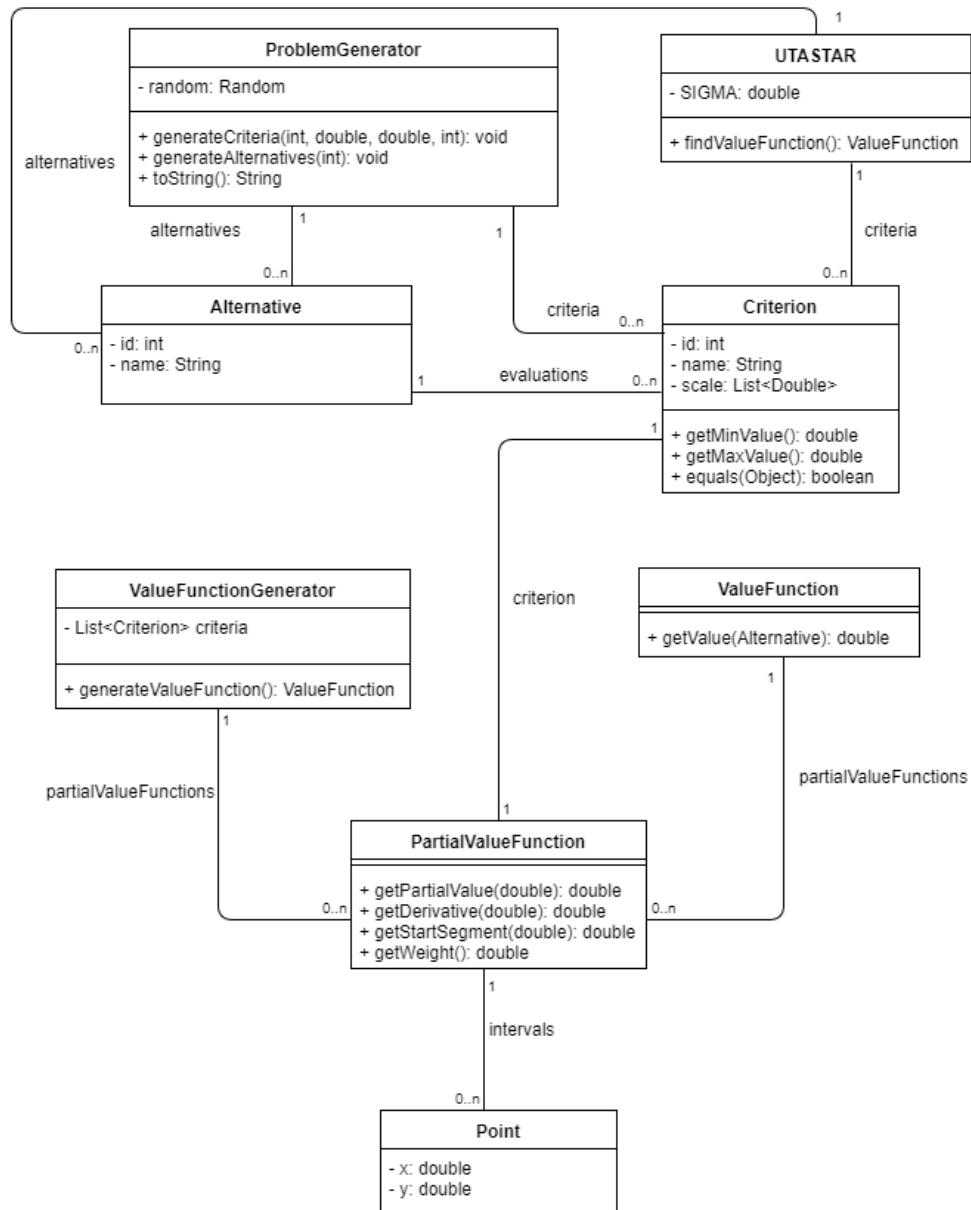 1
ProblemGenerator
- random: Random
+ generateCriteria(int, double, double, int): void
+ generateAlternatives(int): void
+ toString(): String
UTASTAR
- SIGMA: double
+ findValueFunction(): ValueFunction
alternatives
1
1
1
alternatives
criteria
0..n
0..n
Alternative
- id: int
- name: String
0..n
criteria
0..n
Criterion
- id: int
- name: String
- scale: List<Double>
+ getMinValue(): double
+ getMaxValue(): double
+ equals(Object): boolean
1
evaluations
0..n
1
criterion
1
ValueFunctionGenerator
- List<Criterion> criteria
+ generateValueFunction(): ValueFunction
ValueFunction
+ getValue(Alternative): double
1
1
partialValueFunctions
partialValueFunctions
PartialValueFunction
+ getPartialValue(double): double
+ getDerivative(double): double
+ getStartSegment(double): double
+ getWeight(): double
0..n
0..n
1
intervals
0..n
Point
- x: double
- y: double